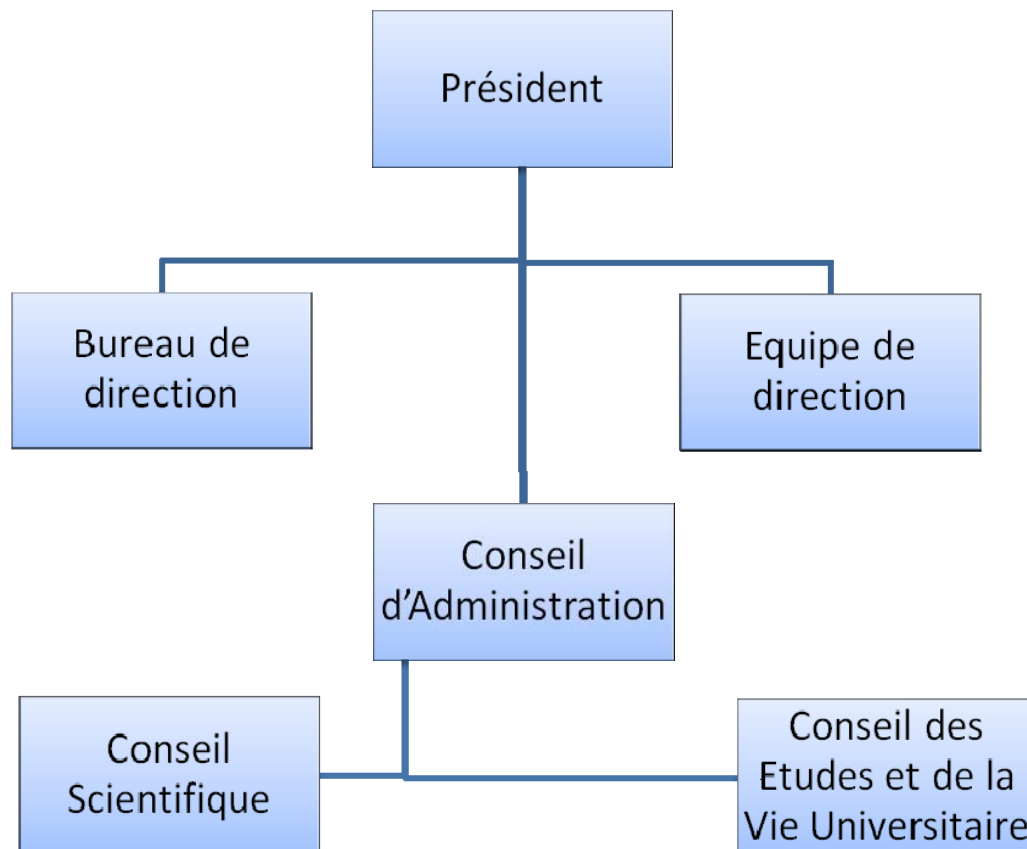 Président
Bureau de
direction
Equipe de
direction
Conseil
d’Administration
Conseil
Scientifique
Conseil des
Etudes et de la
Vie Universitaire